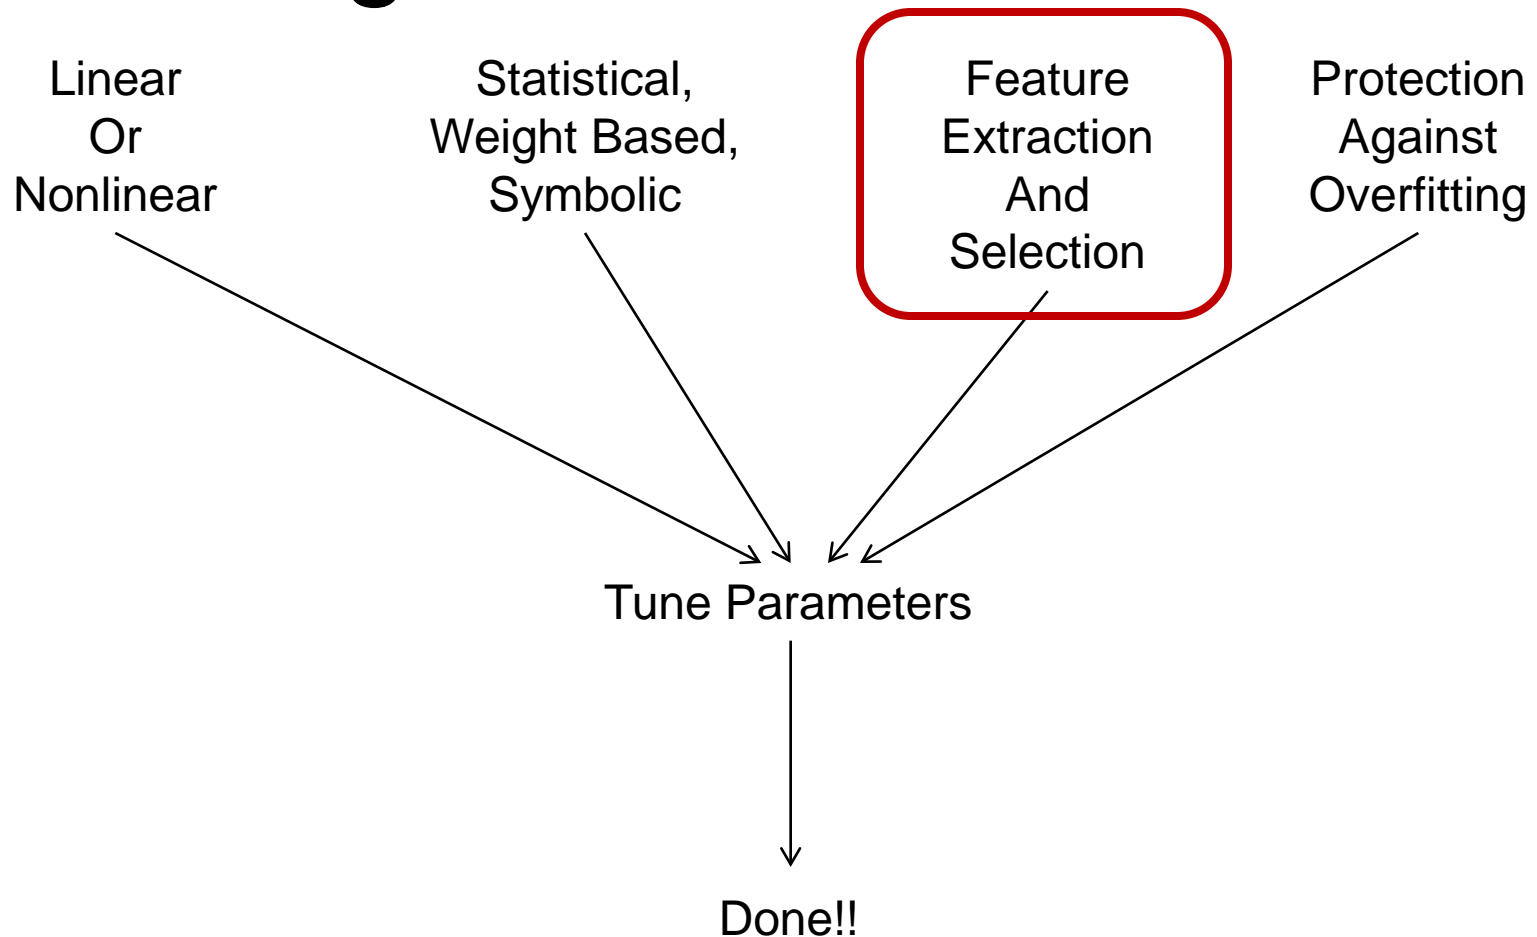 Linear
Or
Nonlinear
Statistical,
Weight Based,
Symbolic
Feature
Extraction
And
Selection
Protection
Against
Overfitting
Tune Parameters
Done!!